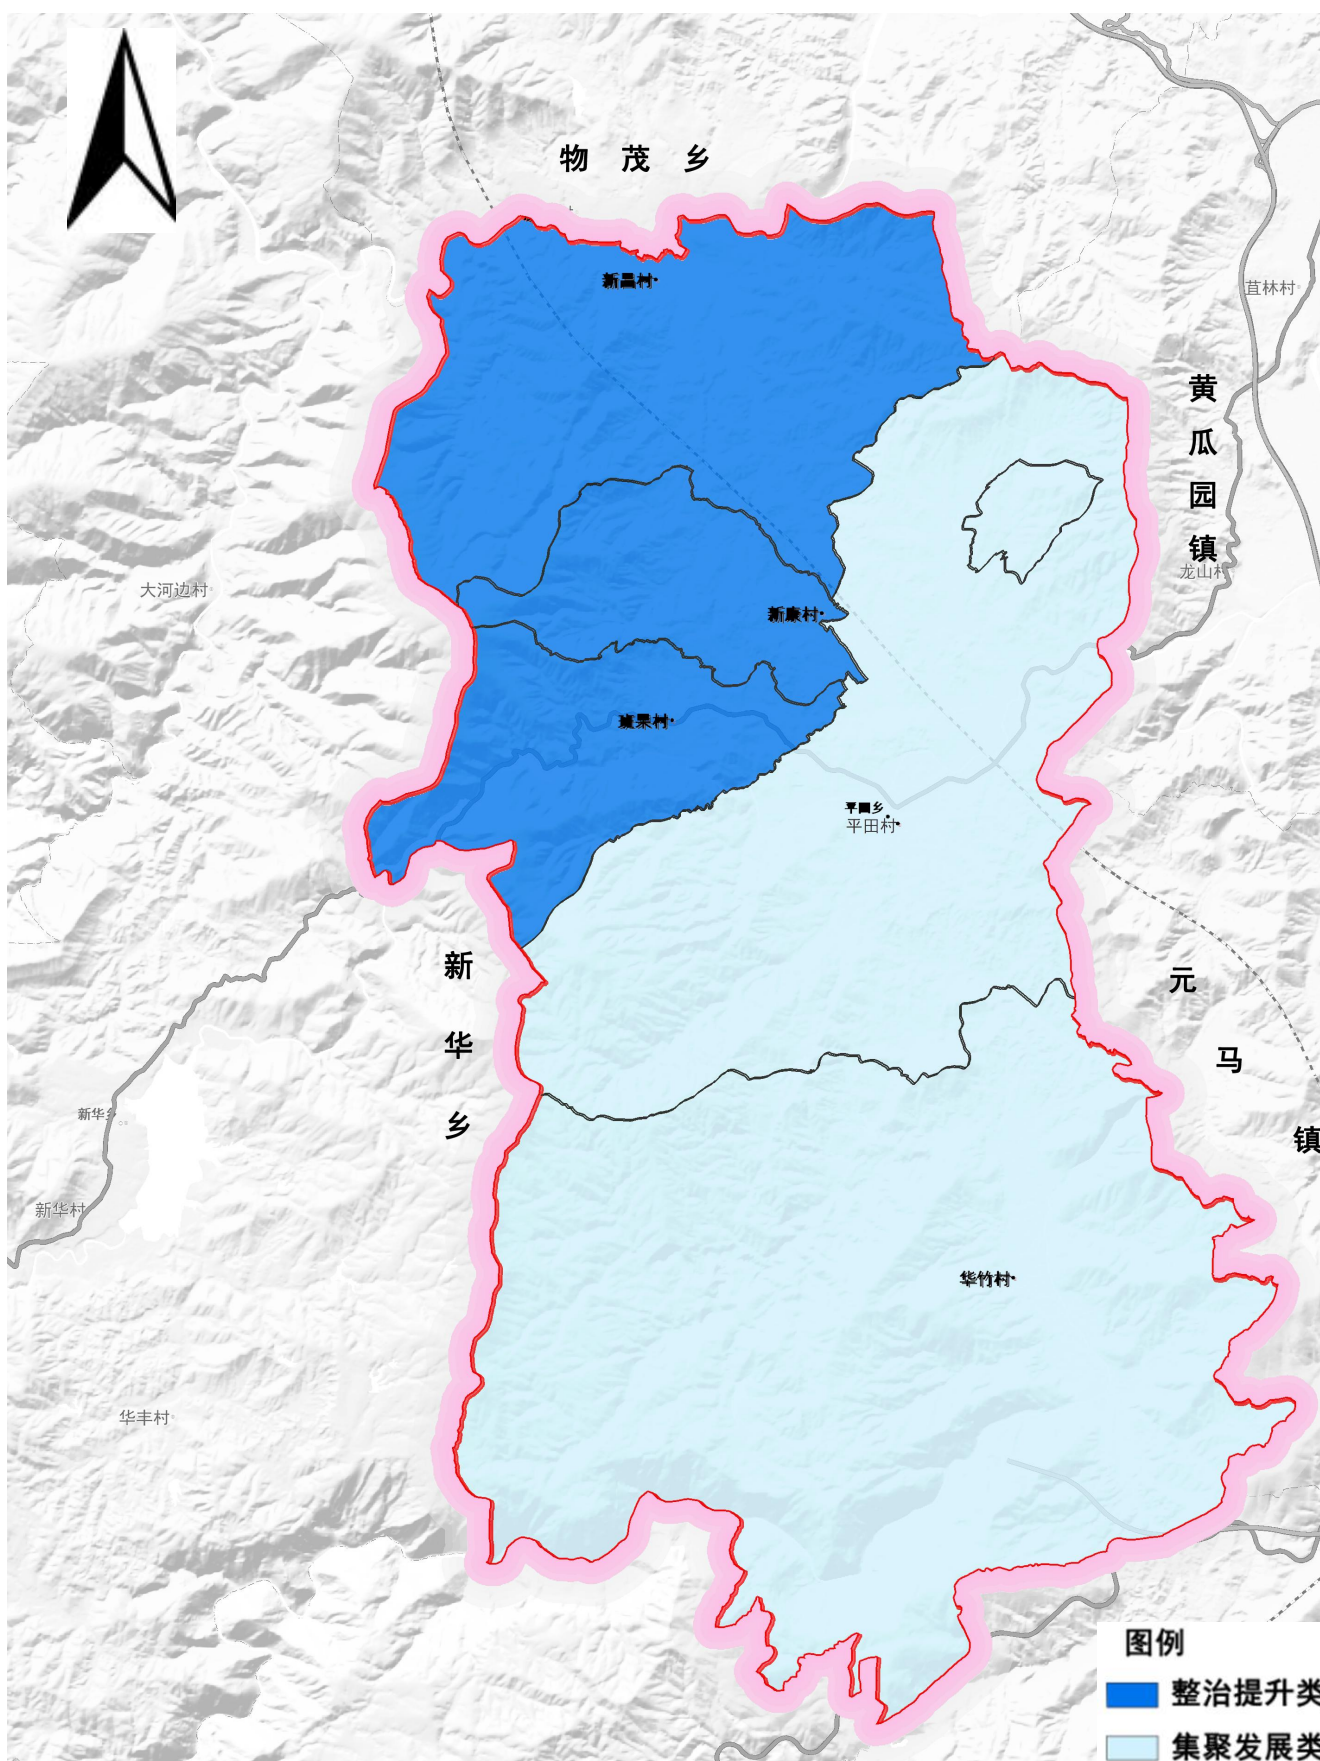 物茂乡
新昌村
苴林村
黄瓜园镇
龙山村
大河边村
新康村
班果村
平田乡
平田村
新华乡
元马镇
新华乡
新华村
华竹村
华丰村
图例
整治提升类
集聚发展类